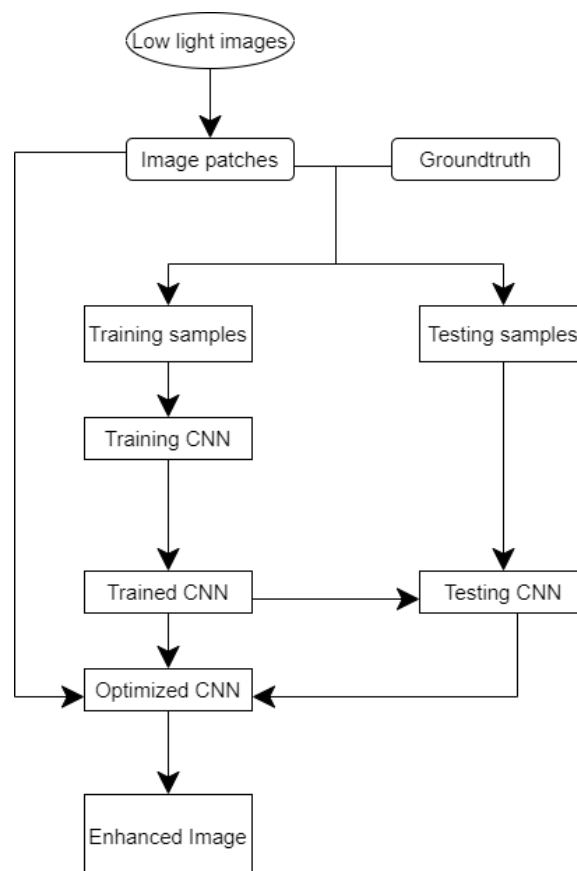 Low light images
Image patches
Groundtruth
Training samples
Testing samples
Training CNN
Trained CNN
Testing CNN
Optimized CNN
Enhanced Image